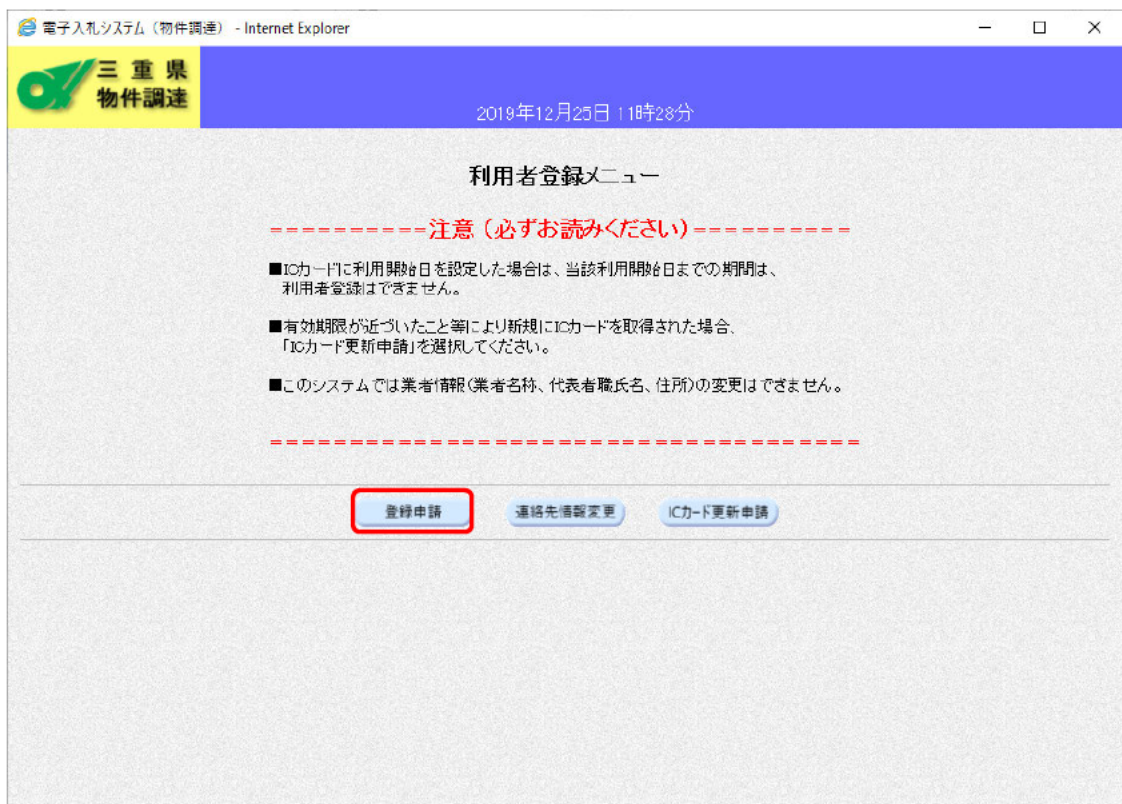 電子入札システム（物件調達） - Internet Explorer
三重県
物件調達
2019年12月25日 11時28分
利用者登録メニュー
==========注意（必ずお読みください）==========
■ICカードに利用開始日を設定した場合は、当該利用開始日までの期間は、
利用者登録はできません。
■有効期限が近づいたこと等により新規にICカードを取得された場合、
「ICカード更新申請」を選択してください。
■このシステムでは業者情報（業者名称、代表者職氏名、住所）の変更はできません。
======================================
登録申請 連絡先情報変更 ICカード更新申請